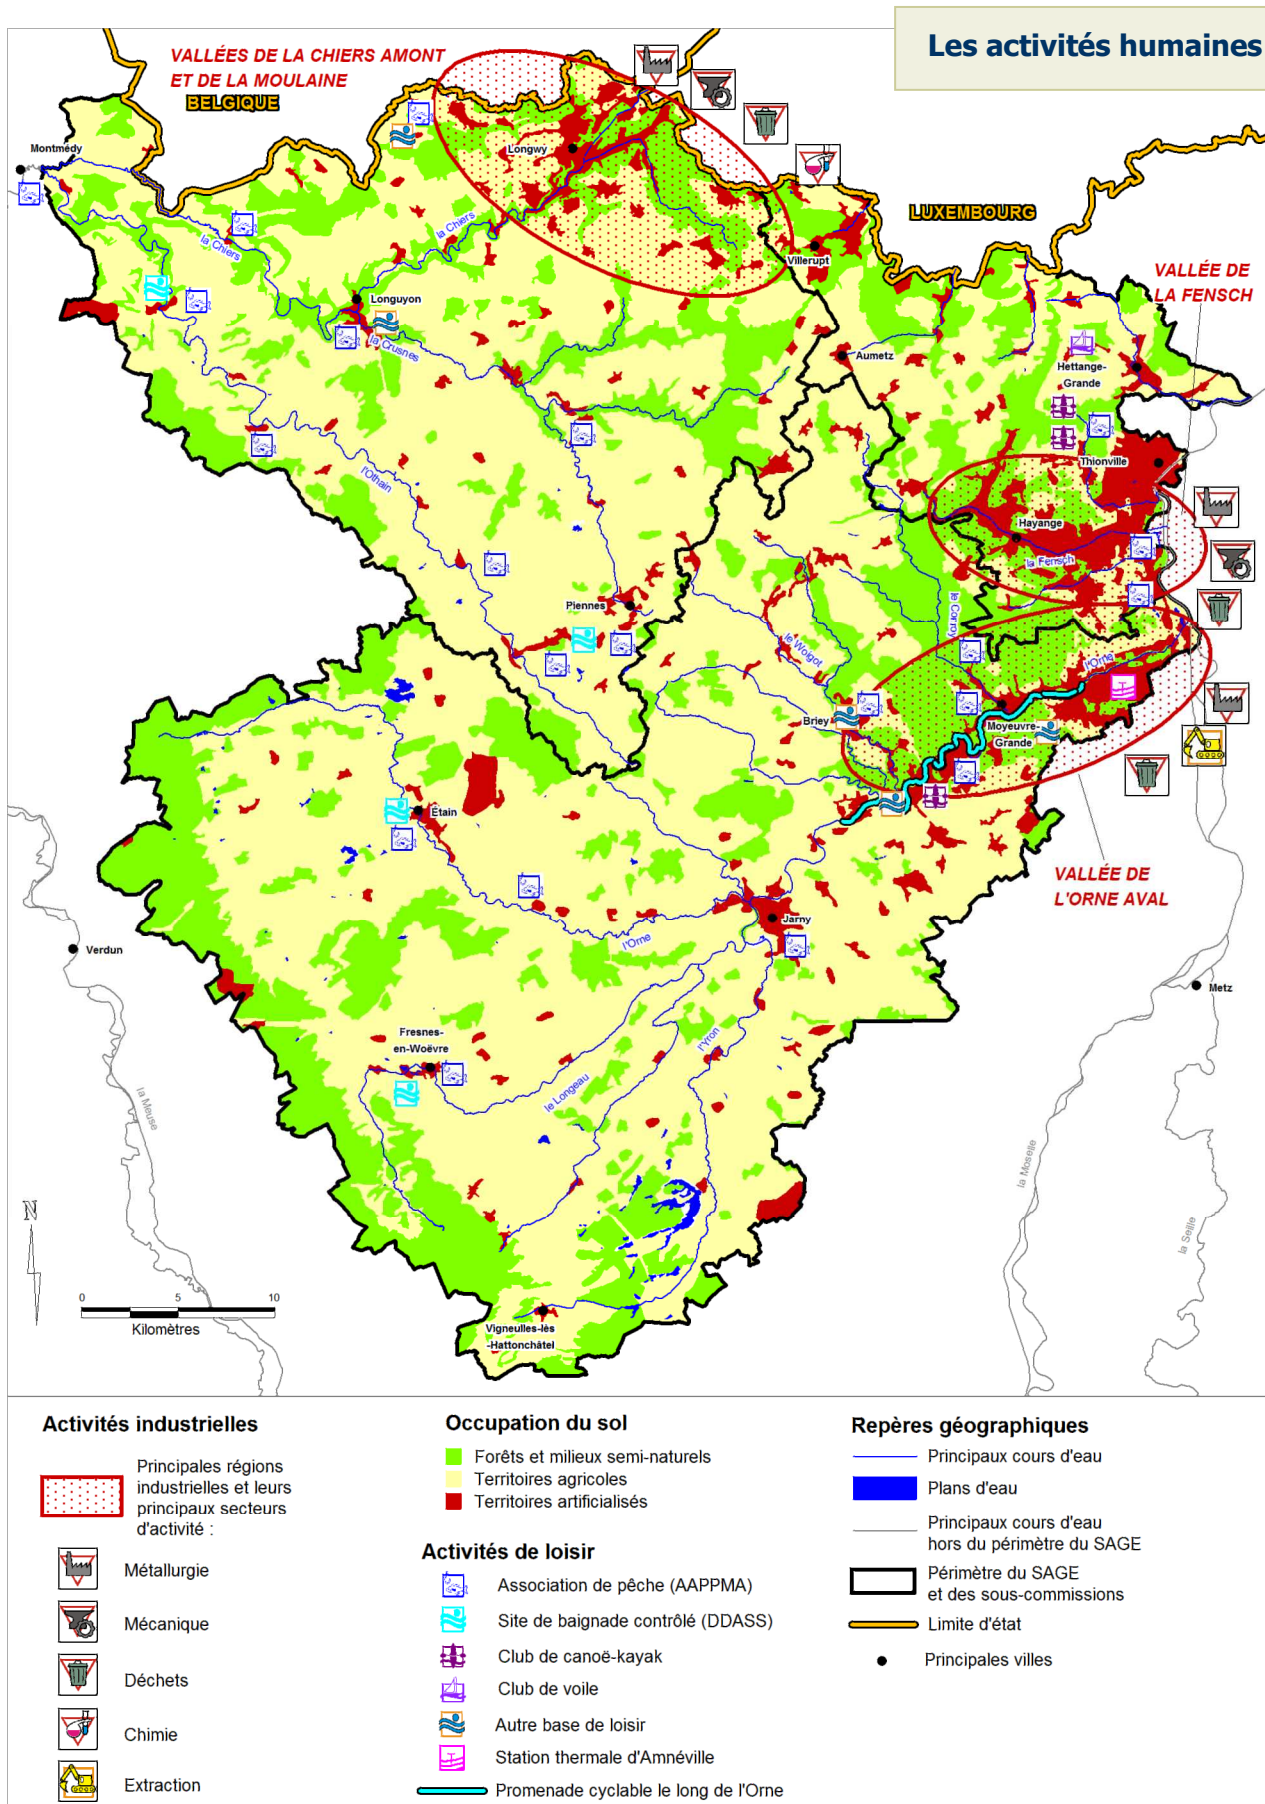 Les activités humaines
VALLÉES DE LA CHIERS AMONT
ET DE LA MOULAINE
BELGIQUE
Montmédy
Longwy
la Chiers
la Chiers
LUXEMBOURG
Villerupt
VALLÉE DE
LA FENSCH
Longuyon
la Crusnes
Aumetz
Hettange-
Grande
Thionville
l'Othain
Hayange
la Fensch
Piennes
le Conroy
le Woigot
l'Orne
Briey
Moyeuvre-
Grande
Étain
VALLÉE DE
L'ORNE AVAL
Jarny
l'Orne
Verdun
Metz
Fresnes-
en-Woëvre
l'Yron
le Longeau
la Meuse
la Moselle
la Seille
N
0 5 10
Kilomètres
Vigneulles-lès
-Hattonchâtel
Activités industrielles
Principales régions
industrielles et leurs
principaux secteurs
d'activité :
Métallurgie
Mécanique
Déchets
Chimie
Extraction
Occupation du sol
Forêts et milieux semi-naturels
Territoires agricoles
Territoires artificialisés
Activités de loisir
Association de pêche (AAPPMA)
Site de baignade contrôlé (DDASS)
Club de canoë-kayak
Club de voile
Autre base de loisir
Station thermale d'Amnéville
Promenade cyclable le long de l'Orne
Repères géographiques
Principaux cours d'eau
Plans d'eau
Principaux cours d'eau
hors du périmètre du SAGE
Périmètre du SAGE
et des sous-commissions
Limite d'état
Principales villes